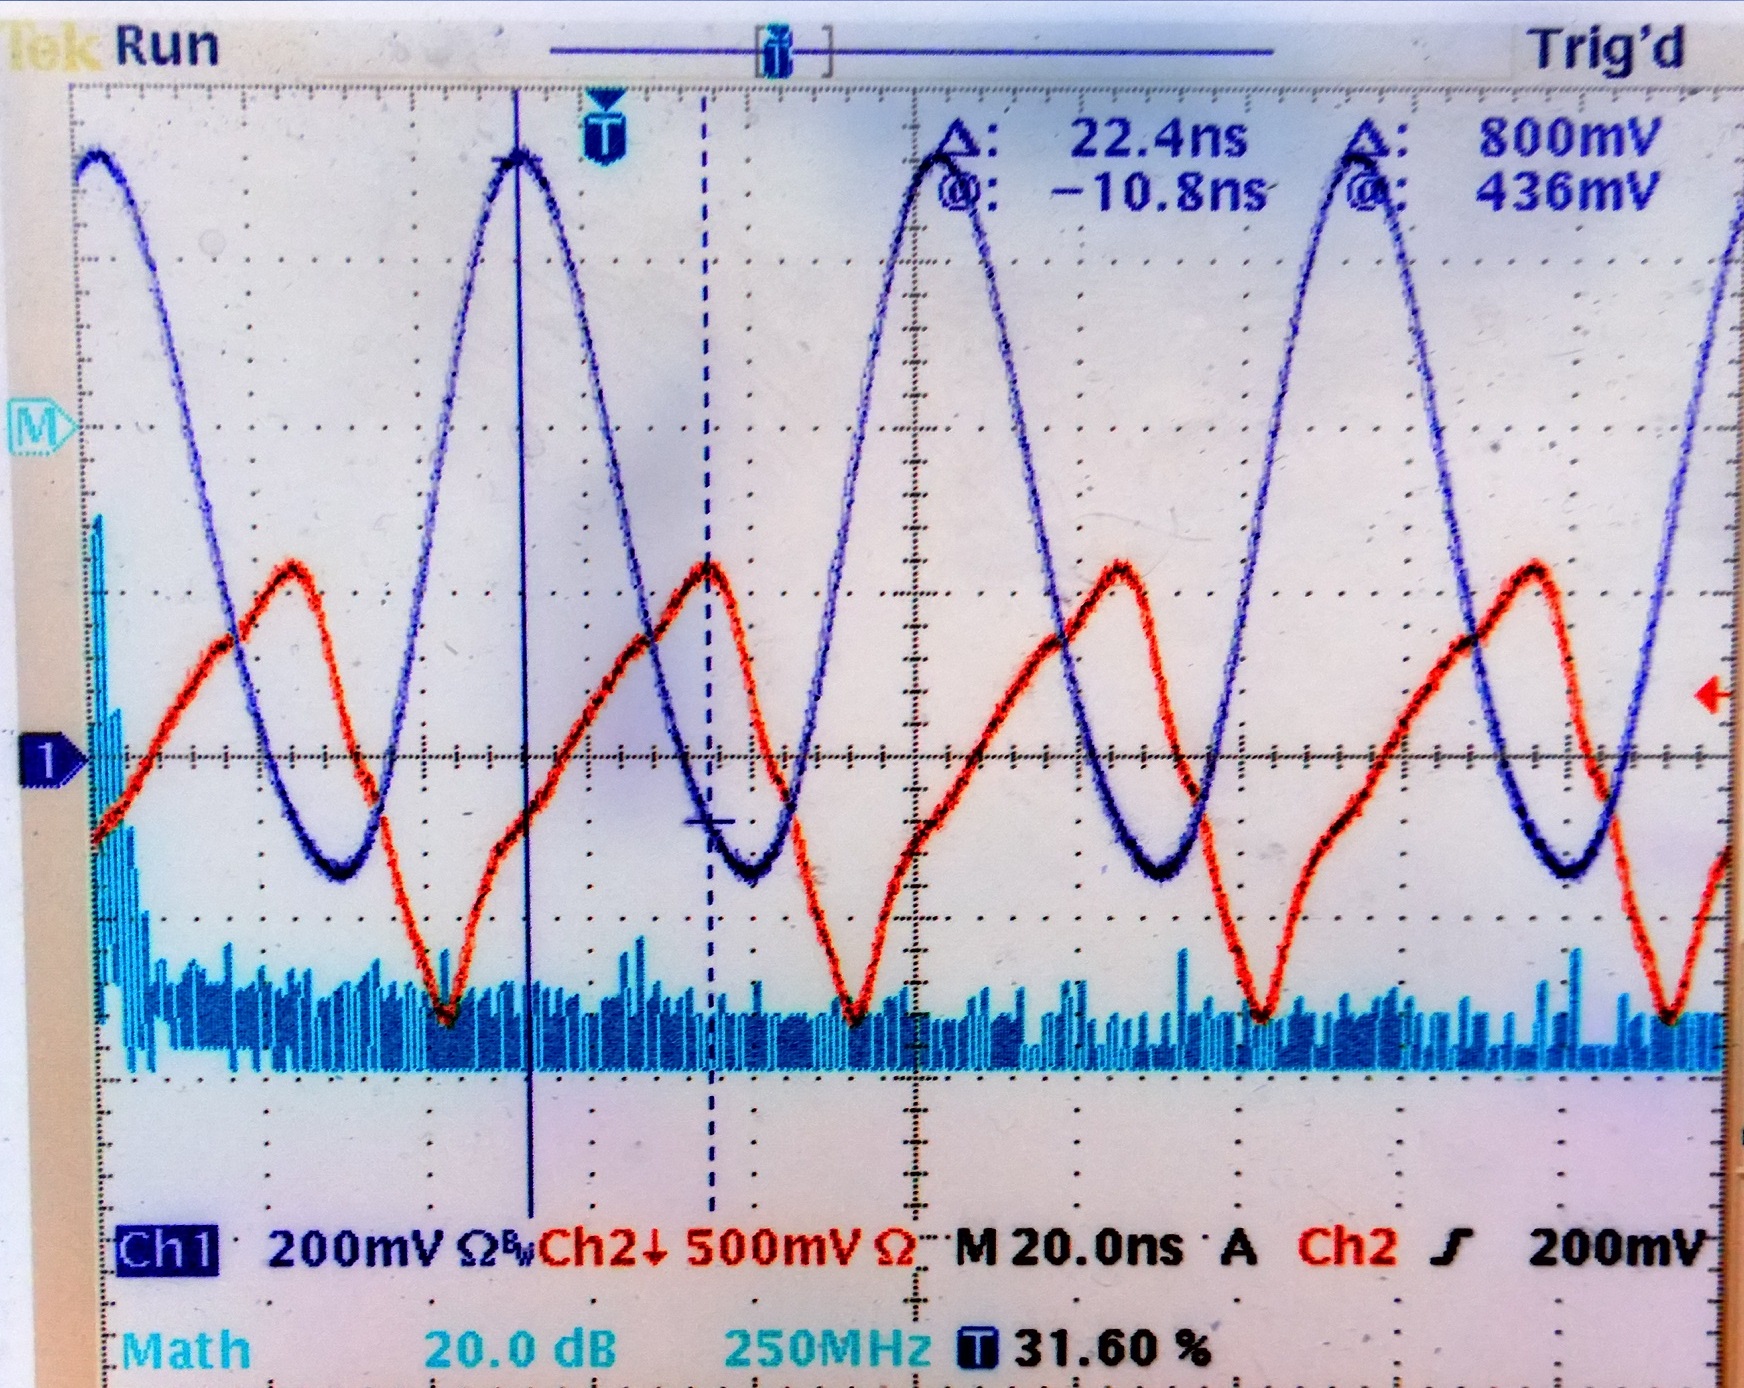 Tek Run Trig'd
T
T
Δ: 22.4ns Δ: 800mV
@: −10.8ns @: 436mV
M
1
Ch1 200mV ΩBW Ch2↓ 500mV Ω M 20.0ns A Ch2 ʃ 200mV
Math 20.0 dB 250MHz T 31.60 %